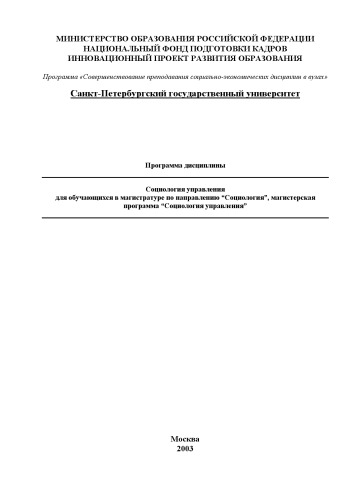 МИНИСТЕРСТВО ОБРАЗОВАНИЯ РОССИЙСКОЙ ФЕДЕРАЦИИ
НАЦИОНАЛЬНЫЙ ФОНД ПОДГОТОВКИ КАДРОВ
ИННОВАЦИОННЫЙ ПРОЕКТ РАЗВИТИЯ ОБРАЗОВАНИЯ
Программа «Совершенствование преподавания социально-экономических дисциплин в вузах»
Санкт-Петербургский государственный университет
Программа дисциплины
Социология управления
для обучающихся в магистратуре по направлению “Социология”, магистерская
программа “Социология управления”
Москва
2003